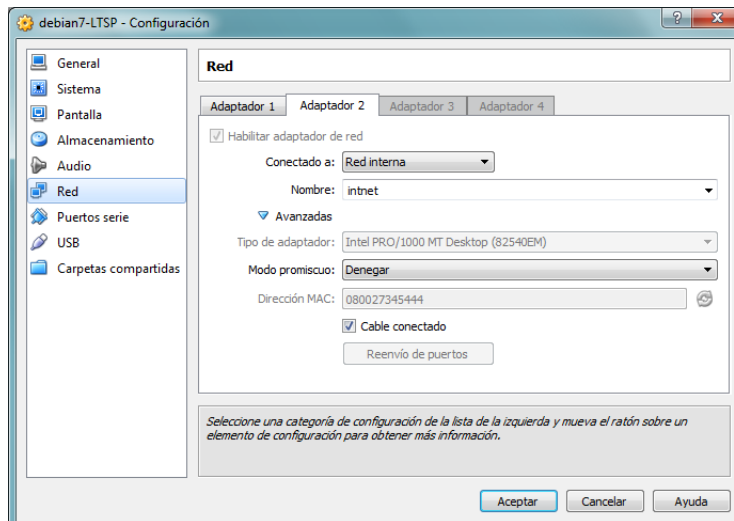 debian7-LTSP - Configuración
General
Sistema
Pantalla
Almacenamiento
Audio
Red
Puertos serie
USB
Carpetas compartidas
Red
Adaptador 1 Adaptador 2 Adaptador 3 Adaptador 4
Habilitar adaptador de red
Conectado a: Red interna
Nombre: intnet
Avanzadas
Tipo de adaptador: Intel PRO/1000 MT Desktop (82540EM)
Modo promiscuo: Denegar
Dirección MAC: 080027345444
Cable conectado
Reenvío de puertos
Seleccione una categoría de configuración de la lista de la izquierda y mueva el ratón sobre un
elemento de configuración para obtener más información.
Aceptar Cancelar Ayuda